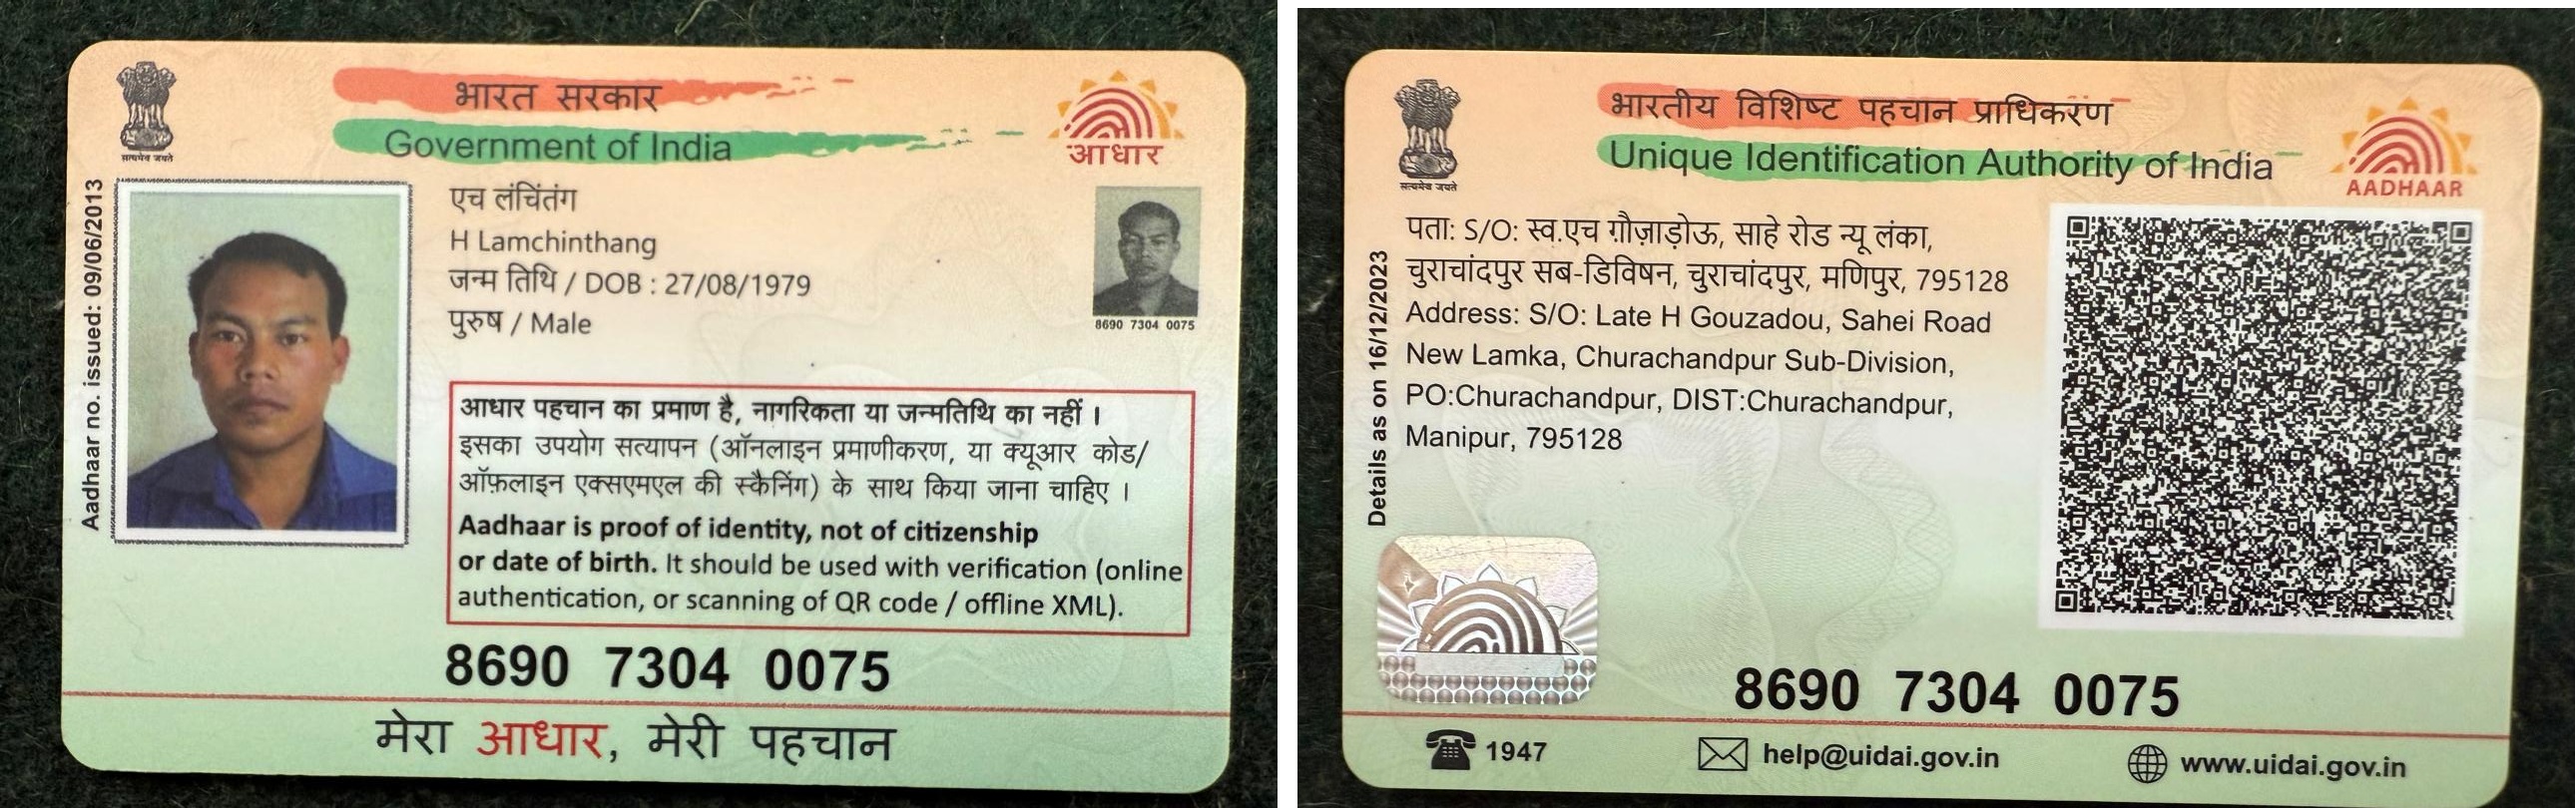 सत्यमेव जयते
भारत सरकार
Government of India
आधार
Aadhaar no. issued: 09/06/2013
एच लंचिंतंग
H Lamchinthang
जन्म तिथि / DOB : 27/08/1979
पुरुष / Male
8690 7304 0075
आधार पहचान का प्रमाण है, नागरिकता या जन्मतिथि का नहीं ।
इसका उपयोग सत्यापन (ऑनलाइन प्रमाणीकरण, या क्यूआर कोड/
ऑफ़लाइन एक्सएमएल की स्कैनिंग) के साथ किया जाना चाहिए ।
Aadhaar is proof of identity, not of citizenship
or date of birth. It should be used with verification (online
authentication, or scanning of QR code / offline XML).
8690 7304 0075
मेरा आधार, मेरी पहचान
सत्यमेव जयते
भारतीय विशिष्ट पहचान प्राधिकरण
Unique Identification Authority of India
AADHAAR
Details as on 16/12/2023
पता: S/O: स्व.एच ग़ौज़ाड़ोऊ, साहे रोड न्यू लंका,
चुराचांदपुर सब-डिविषन, चुराचांदपुर, मणिपुर, 795128
Address: S/O: Late H Gouzadou, Sahei Road
New Lamka, Churachandpur Sub-Division,
PO:Churachandpur, DIST:Churachandpur,
Manipur, 795128
8690 7304 0075
1947
help@uidai.gov.in
www.uidai.gov.in